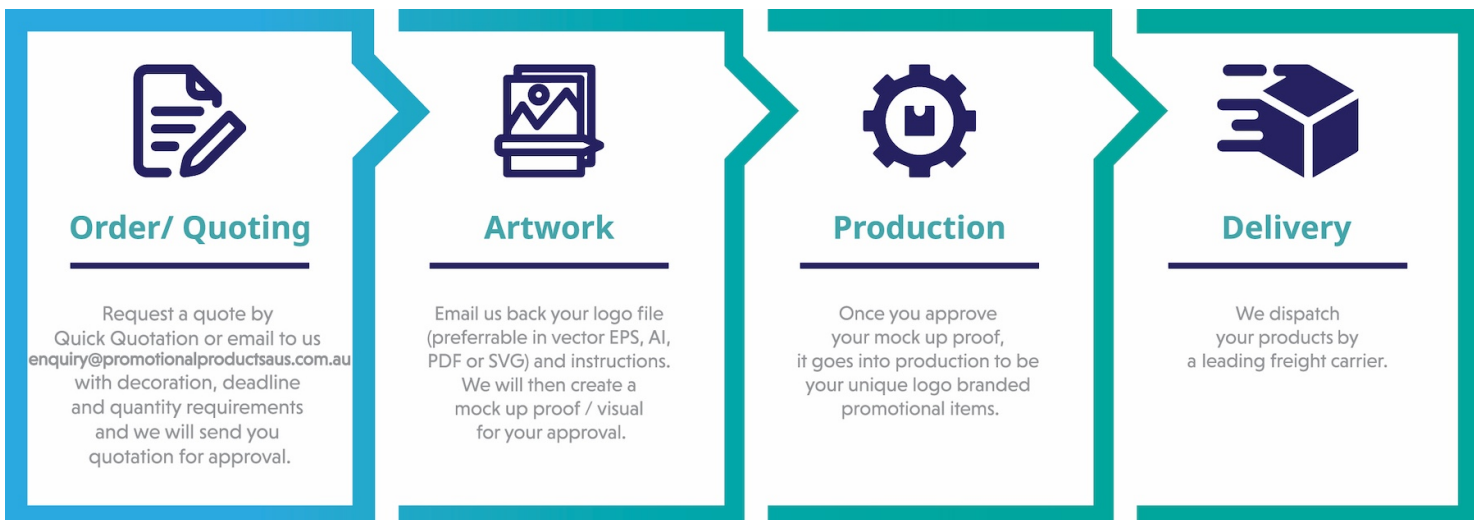 Order/ Quoting
Request a quote by
Quick Quotation or email to us
enquiry@promotionalproductsaus.com.au
with decoration, deadline
and quantity requirements
and we will send you
quotation for approval.
Artwork
Email us back your logo file
(preferrable in vector EPS, AI,
PDF or SVG) and instructions.
We will then create a
mock up proof / visual
for your approval.
Production
Once you approve
your mock up proof,
it goes into production to be
your unique logo branded
promotional items.
Delivery
We dispatch
your products by
a leading freight carrier.